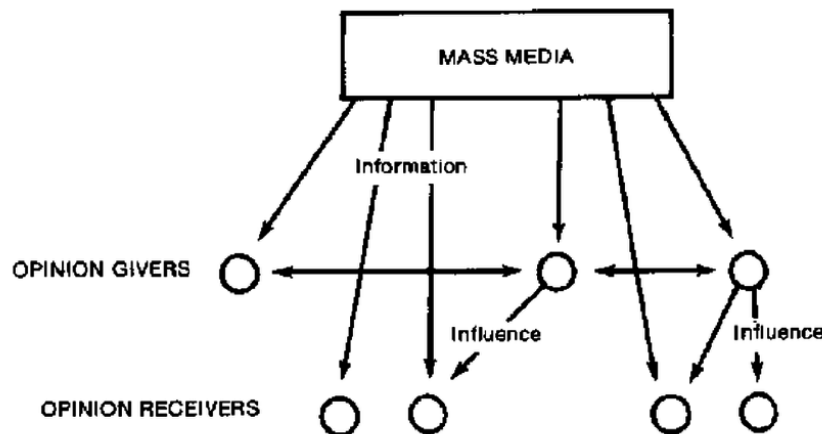 MASS MEDIA
Information
OPINION GIVERS
Influence
Influence
OPINION RECEIVERS